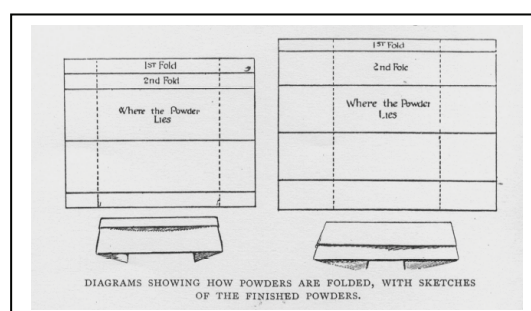 1ST Fold
2nd Fold
Where the Powder
Lies
1ST Fold
2nd Fole
Where the Powder
Lies
DIAGRAMS SHOWING HOW POWDERS ARE FOLDED, WITH SKETCHES
OF THE FINISHED POWDERS.